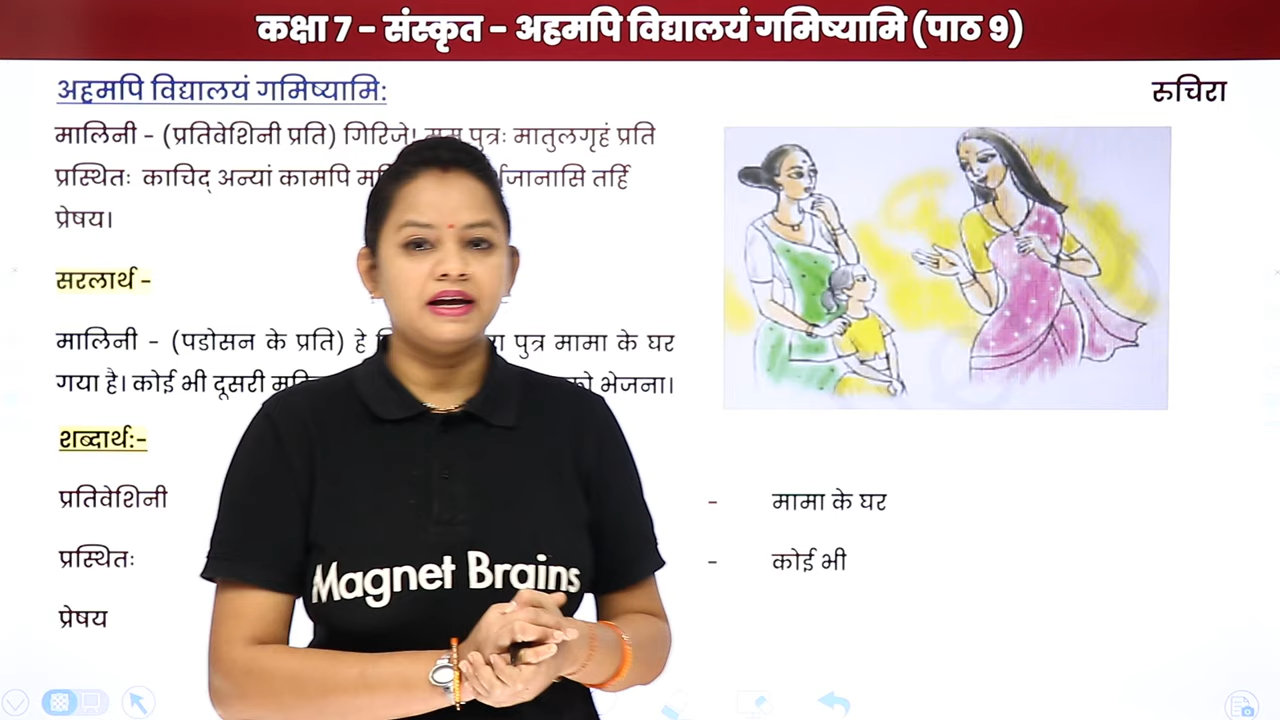 कक्षा 7 - संस्कृत - अहमपि विद्यालयं गमिष्यामि (पाठ 9)
अहमपि विद्यालयं गमिष्यामि:
रुचिरा
मालिनी - (प्रतिवेशिनी प्रति) गिरिजे! मम पुत्रः मातुलगृहं प्रति
प्रस्थितः काचिद् अन्यां कामपि जानासि तर्हि
प्रेषय।
सरलार्थ -
मालिनी - (पडोसन के प्रति) हे पुत्र मामा के घर
गया है। कोई भी दूसरी को भेजना।
शब्दार्थ:-
प्रतिवेशिनी - मामा के घर
प्रस्थितः - कोई भी
प्रेषय
Magnet Brains